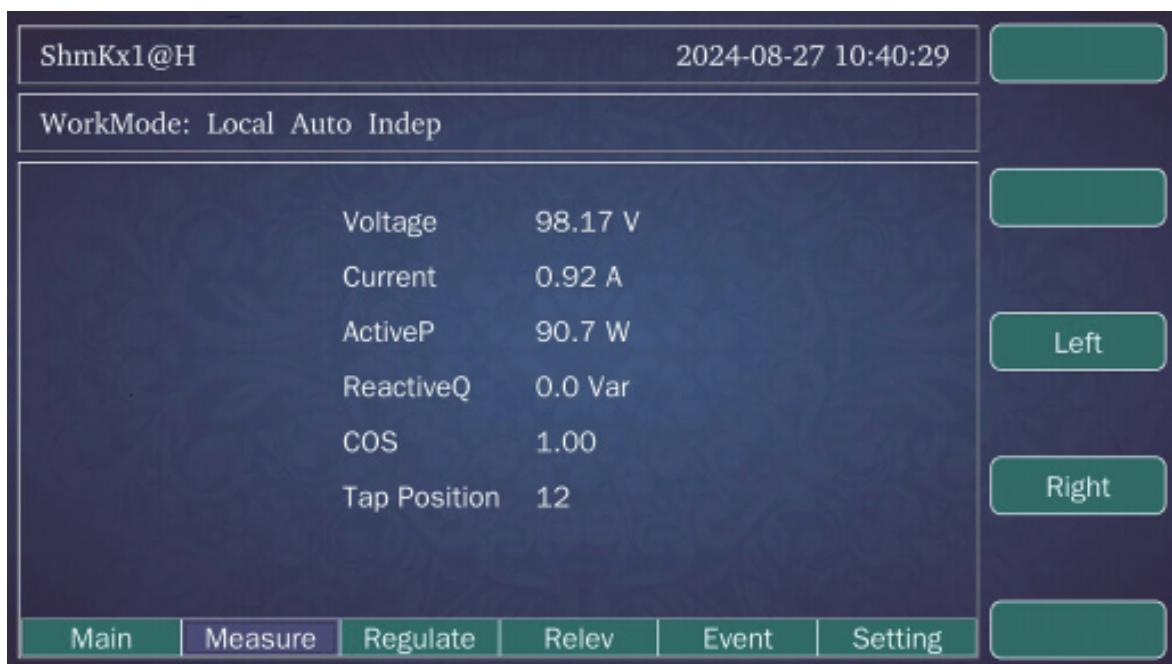 ShmKx1@H 2024-08-27 10:40:29
WorkMode: Local Auto Indep
Voltage 98.17 V
Current 0.92 A
ActiveP 90.7 W
ReactiveQ 0.0 Var
COS 1.00
Tap Position 12
Left
Right
Main Measure Regulate Relev Event Setting